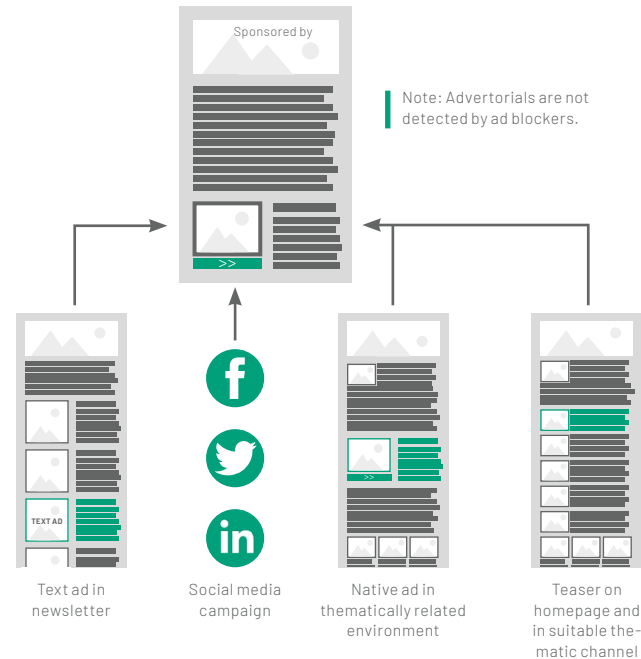 Sponsored by
Note: Advertorials are not
detected by ad blockers.
>>
TEXT AD
>>
Text ad in
newsletter
Social media
campaign
Native ad in
thematically related
environment
Teaser on
homepage and
in suitable the-
matic channel